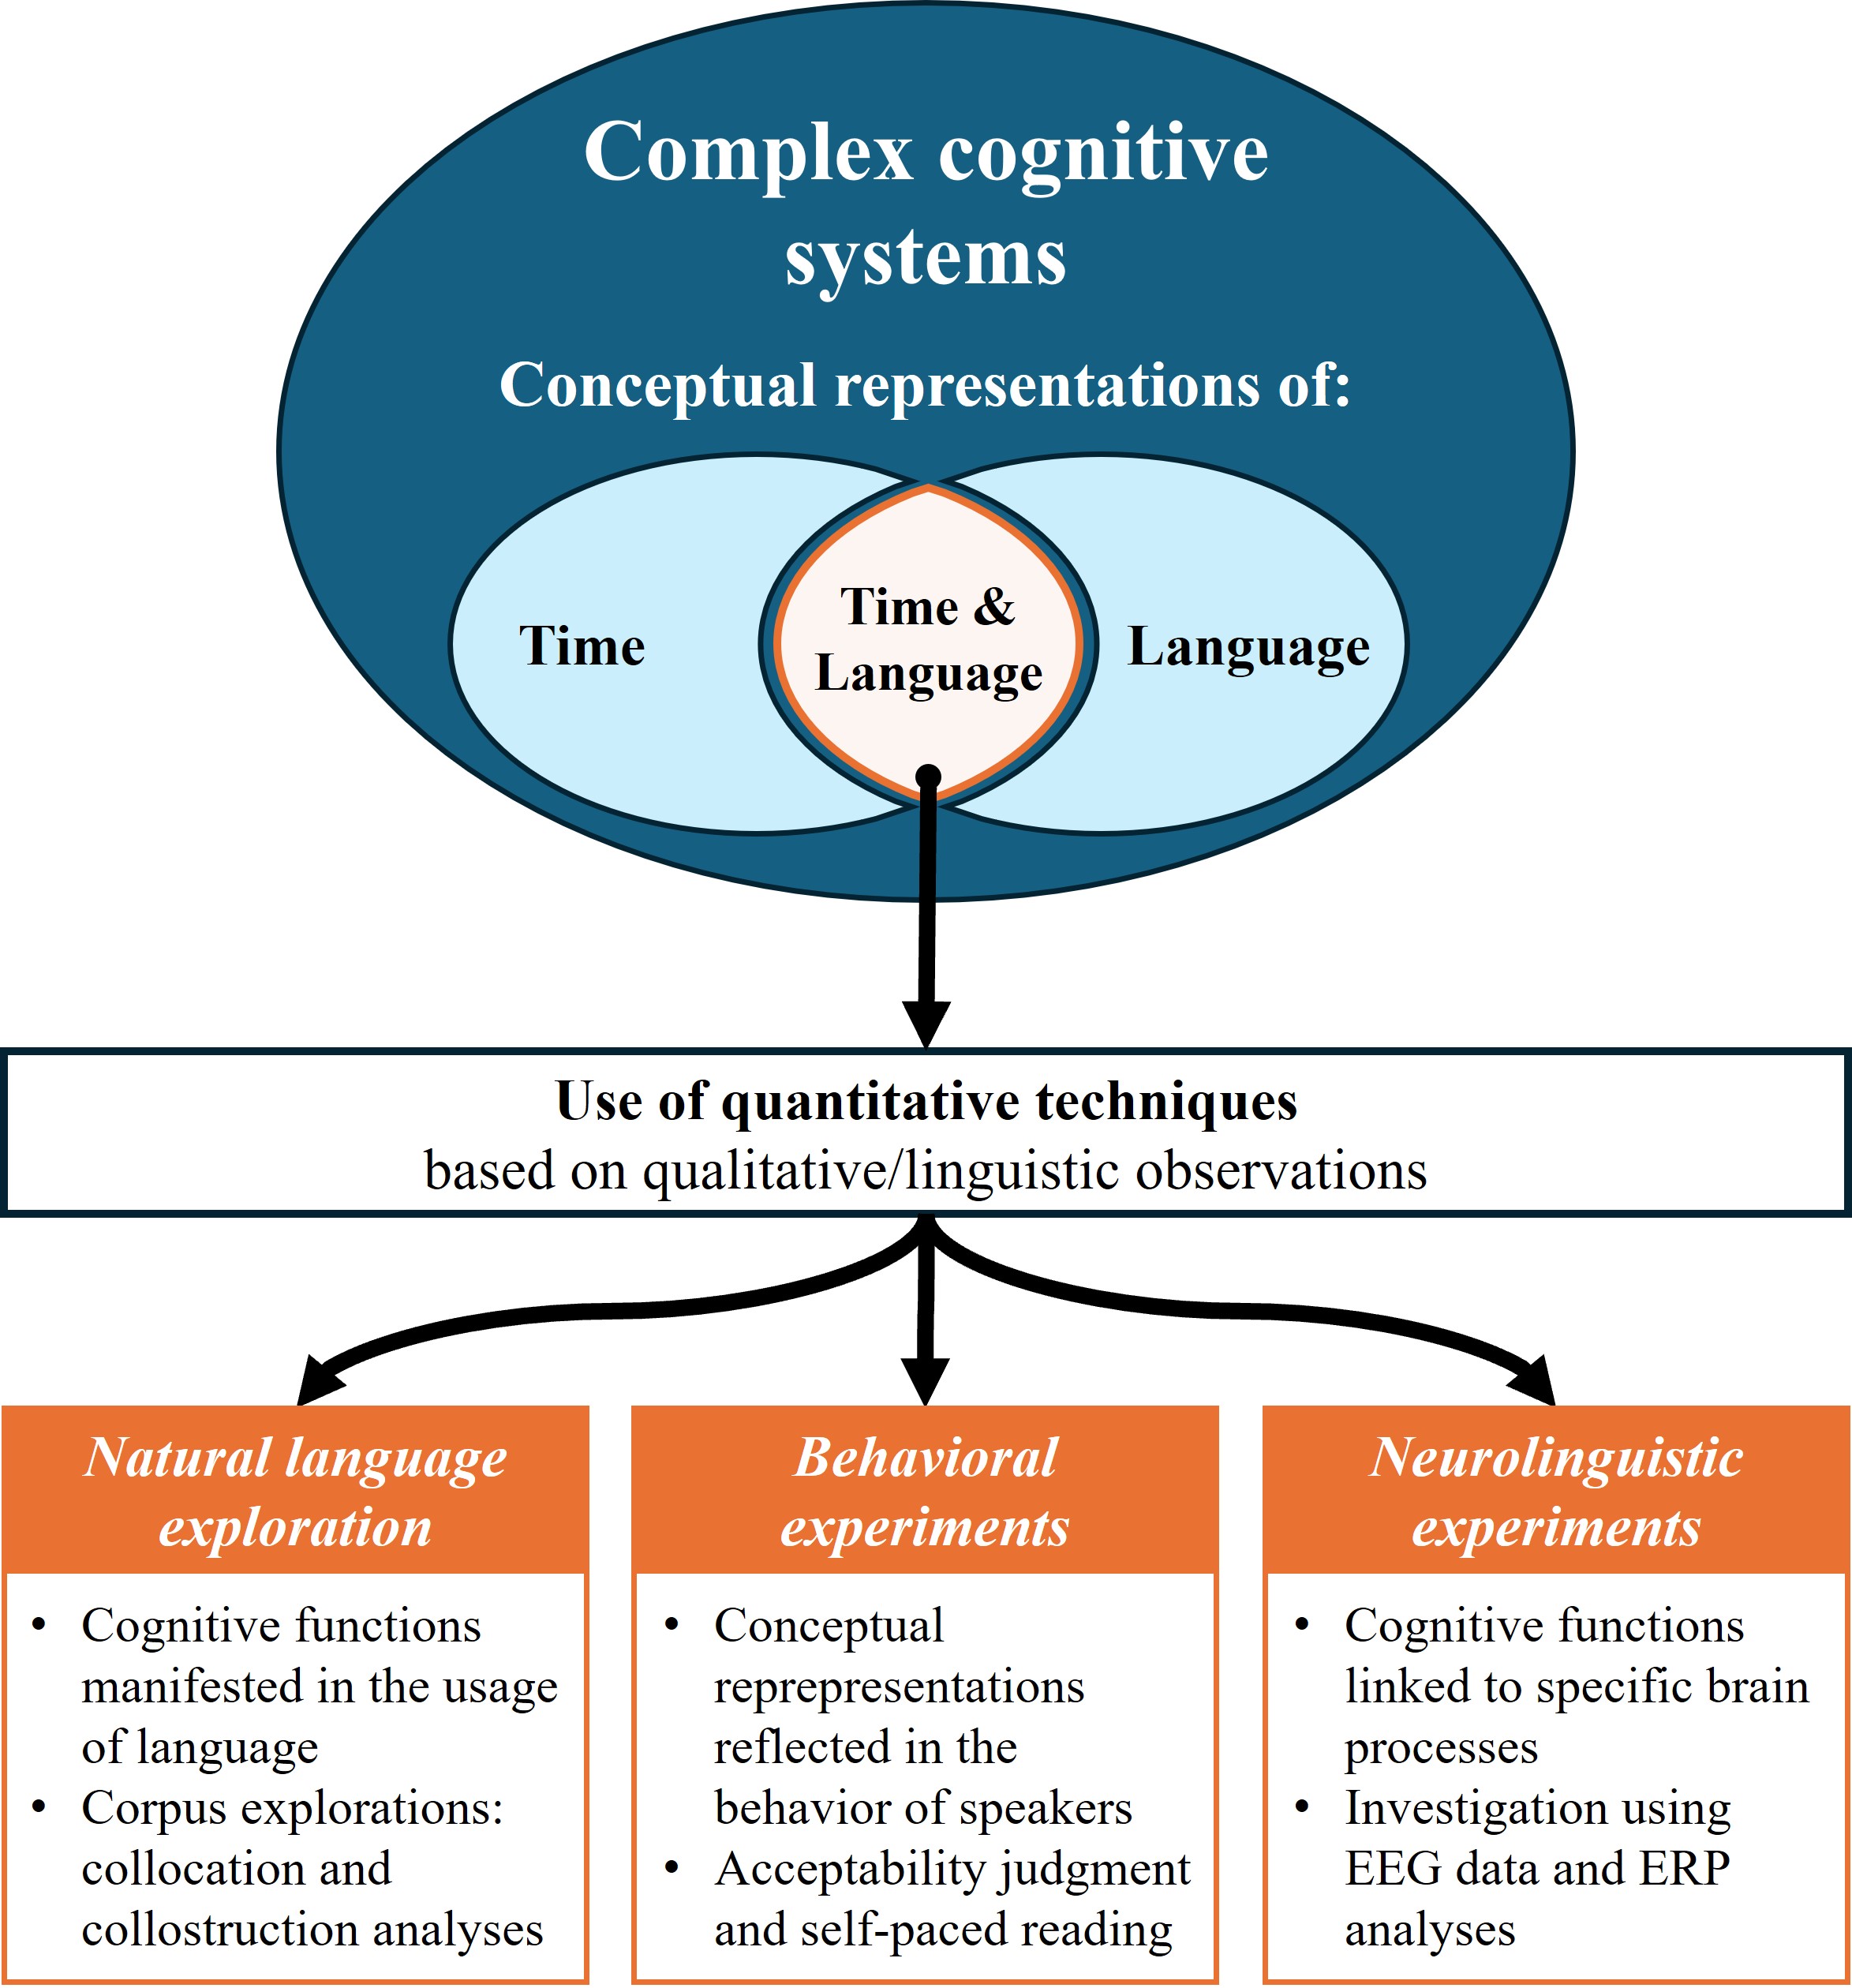 Complex cognitive
systems
Conceptual representations of:
Time
Time &
Language
Language
Use of quantitative techniques
based on qualitative/linguistic observations
Natural language
exploration
• Cognitive functions
manifested in the usage
of language
• Corpus explorations:
collocation and
collostruction analyses
Behavioral
experiments
• Conceptual
reprepresentations
reflected in the
behavior of speakers
• Acceptability judgment
and self-paced reading
Neurolinguistic
experiments
• Cognitive functions
linked to specific brain
processes
• Investigation using
EEG data and ERP
analyses